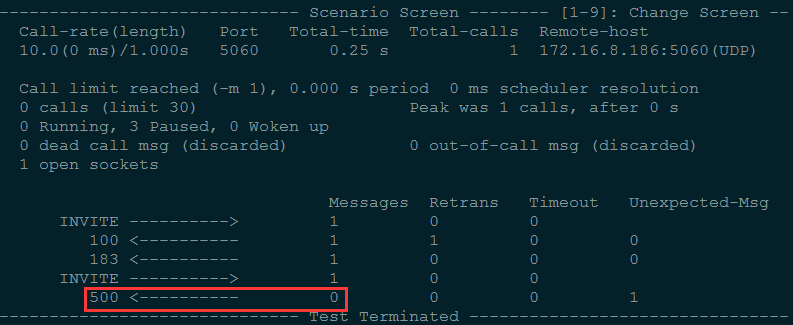 ------------------------------ Scenario Screen -------- [1-9]: Change Screen --
Call-rate(length)   Port   Total-time  Total-calls  Remote-host
10.0(0 ms)/1.000s   5060       0.25 s            1  172.16.8.186:5060(UDP)
Call limit reached (-m 1), 0.000 s period  0 ms scheduler resolution
0 calls (limit 30)                     Peak was 1 calls, after 0 s
0 Running, 3 Paused, 0 Woken up
0 dead call msg (discarded)            0 out-of-call msg (discarded)
1 open sockets
Messages  Retrans   Timeout   Unexpected-Msg
INVITE ---------->         1         0         0
100 <----------         1         1         0         0
183 <----------         1         0         0         0
INVITE ---------->         1         0         0
500 <----------         0         0         0         1
------------------------------ Test Terminated --------------------------------